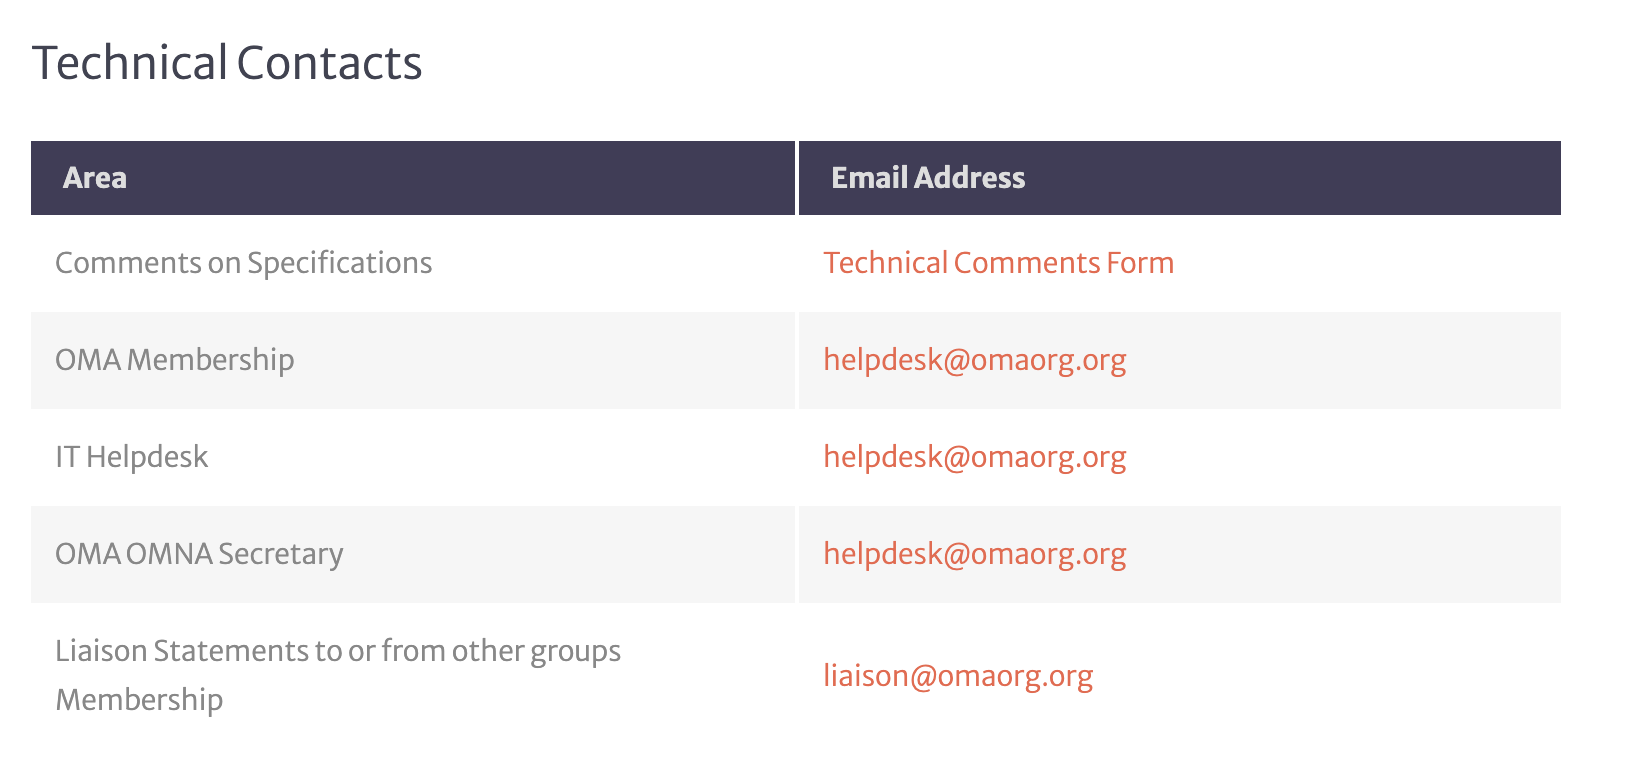 Technical Contacts
Area
Email Address
Comments on Specifications
Technical Comments Form
OMA Membership
helpdesk@omaorg.org
IT Helpdesk
helpdesk@omaorg.org
OMA OMNA Secretary
helpdesk@omaorg.org
Liaison Statements to or from other groups
Membership
liaison@omaorg.org